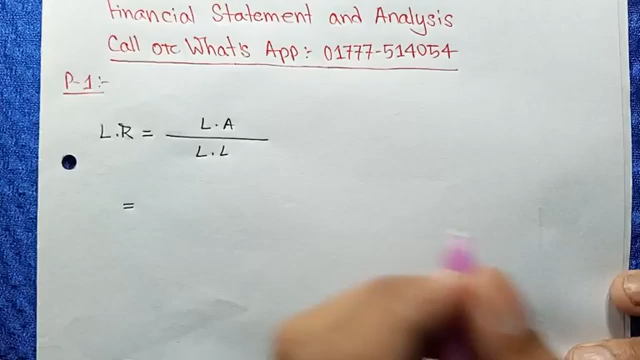 Financial Statement and Analysis
Call or What's App:- 01777-514054
P-1:-
L.R = L.A
L.L
=